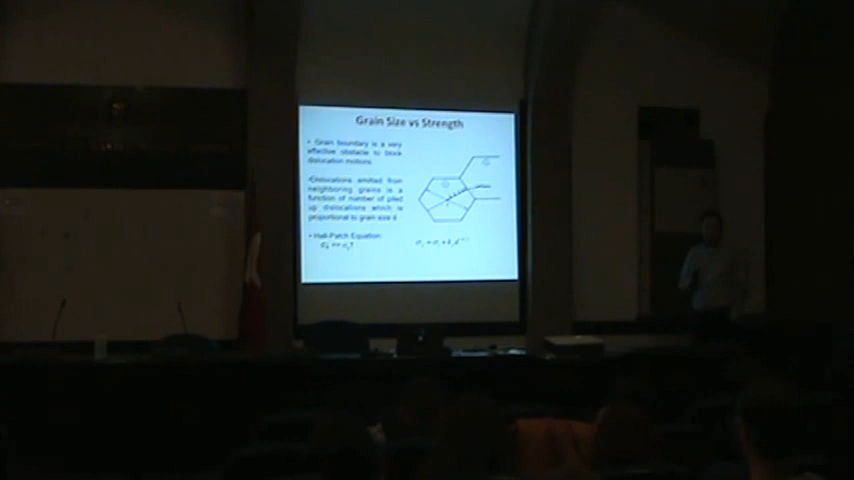 Grain Size vs Strength
• Grain boundary is a very
effective obstacle to block
dislocation motions
•Dislocations emitted from
neighboring grains is a
function of number of piled
up dislocations which is
proportional to grain size d
• Hall-Patch Equation: